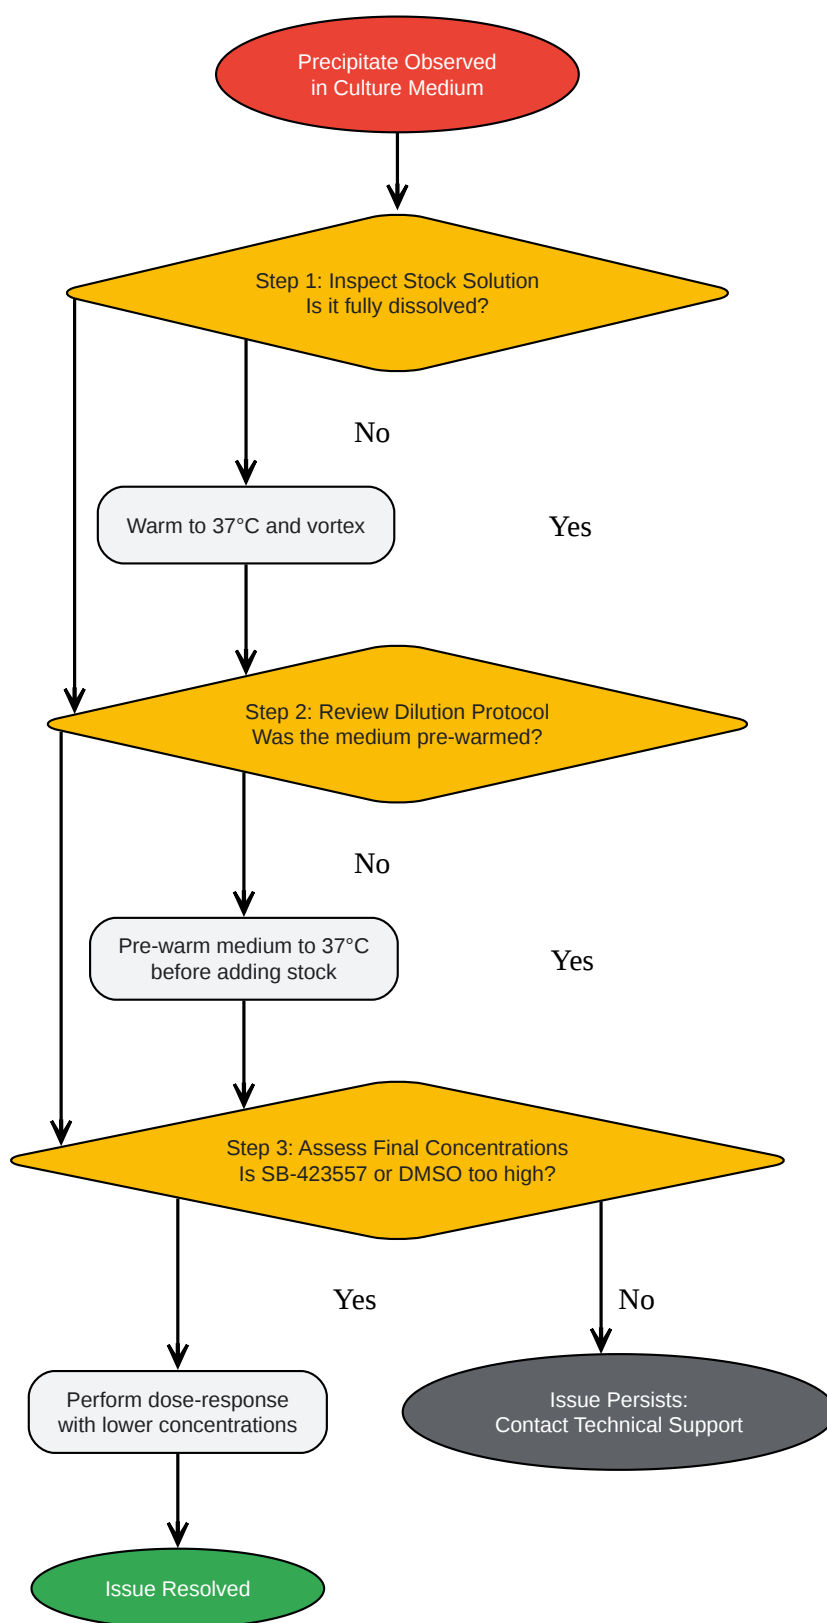 Precipitate Observed
in Culture Medium
Step 1: Inspect Stock Solution
Is it fully dissolved?
No
Warm to 37°C and vortex
Yes
Step 2: Review Dilution Protocol
Was the medium pre-warmed?
No
Pre-warm medium to 37°C
before adding stock
Yes
Step 3: Assess Final Concentrations
Is SB-423557 or DMSO too high?
Yes
No
Perform dose-response
with lower concentrations
Issue Persists:
Contact Technical Support
Issue Resolved